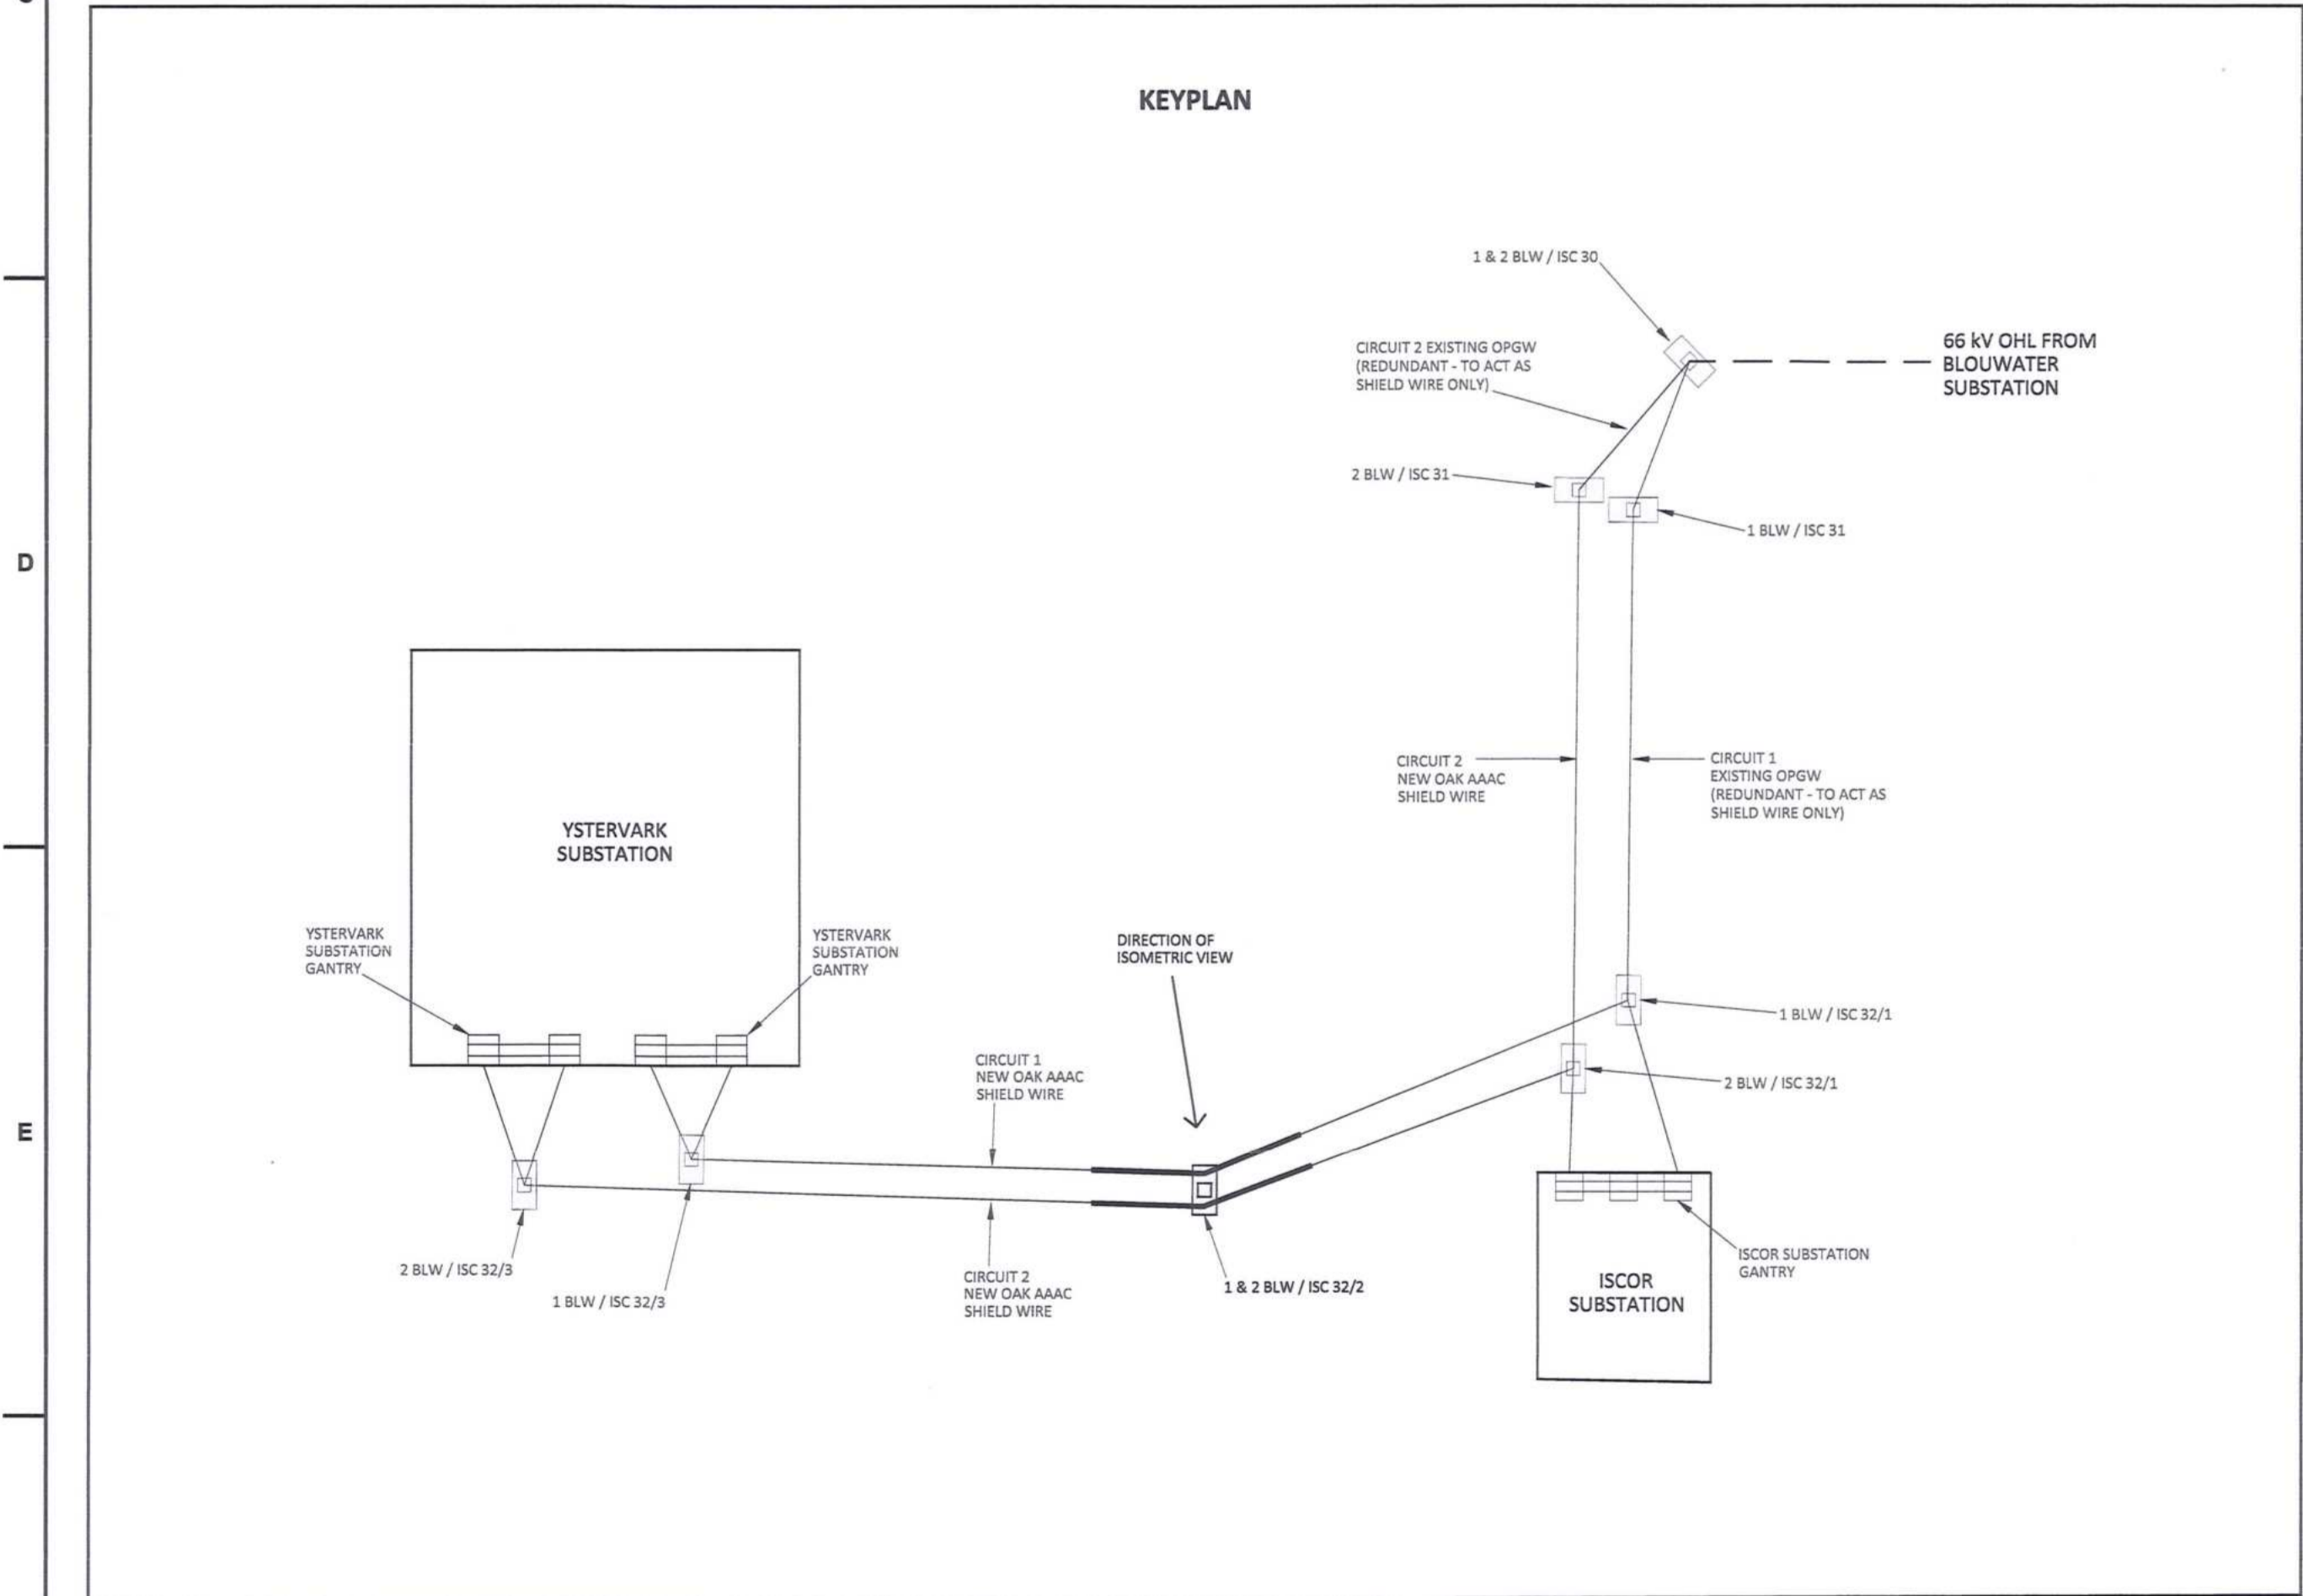 KEYPLAN
1 & 2 BLW / ISC 30
CIRCUIT 2 EXISTING OPGW
(REDUNDANT - TO ACT AS
SHIELD WIRE ONLY)
66 kV OHL FROM
BLOUWATER
SUBSTATION
2 BLW / ISC 31
1 BLW / ISC 31
D
CIRCUIT 2
NEW OAK AAAC
SHIELD WIRE
CIRCUIT 1
EXISTING OPGW
(REDUNDANT - TO ACT AS
SHIELD WIRE ONLY)
YSTERVARK
SUBSTATION
YSTERVARK
SUBSTATION
GANTRY
YSTERVARK
SUBSTATION
GANTRY
DIRECTION OF
ISOMETRIC VIEW
1 BLW / ISC 32/1
2 BLW / ISC 32/1
CIRCUIT 1
NEW OAK AAAC
SHIELD WIRE
E
2 BLW / ISC 32/3
1 BLW / ISC 32/3
CIRCUIT 2
NEW OAK AAAC
SHIELD WIRE
1 & 2 BLW / ISC 32/2
ISCOR SUBSTATION
GANTRY
ISCOR
SUBSTATION